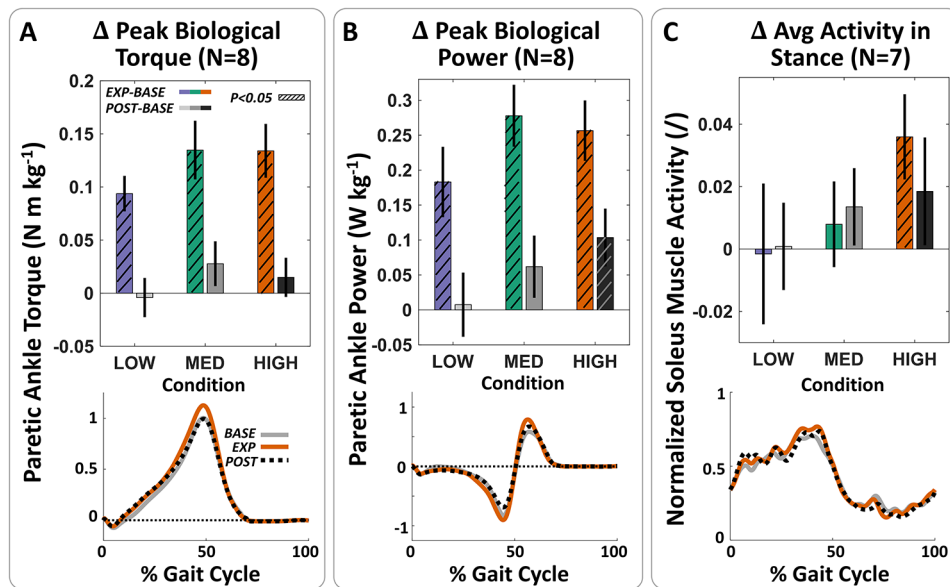 A
Δ Peak Biological
Torque (N=8)
Paretic Ankle Torque (N m kg⁻¹)
0.2
0.15
0.1
0.05
0
-0.05
EXP-BASE
POST-BASE
P<0.05
LOW MED HIGH
Condition
1
0.5
0
BASE
EXP
POST
0 50 100
% Gait Cycle
B
Δ Peak Biological
Power (N=8)
Paretic Ankle Power (W kg⁻¹)
0.3
0.25
0.2
0.15
0.1
0.05
0
-0.05
LOW MED HIGH
Condition
1
0
-1
0 50 100
% Gait Cycle
C
Δ Avg Activity in
Stance (N=7)
Normalized Soleus Muscle Activity (/)
0.04
0.02
0
-0.02
LOW MED HIGH
Condition
1
0.5
0
0 50 100
% Gait Cycle